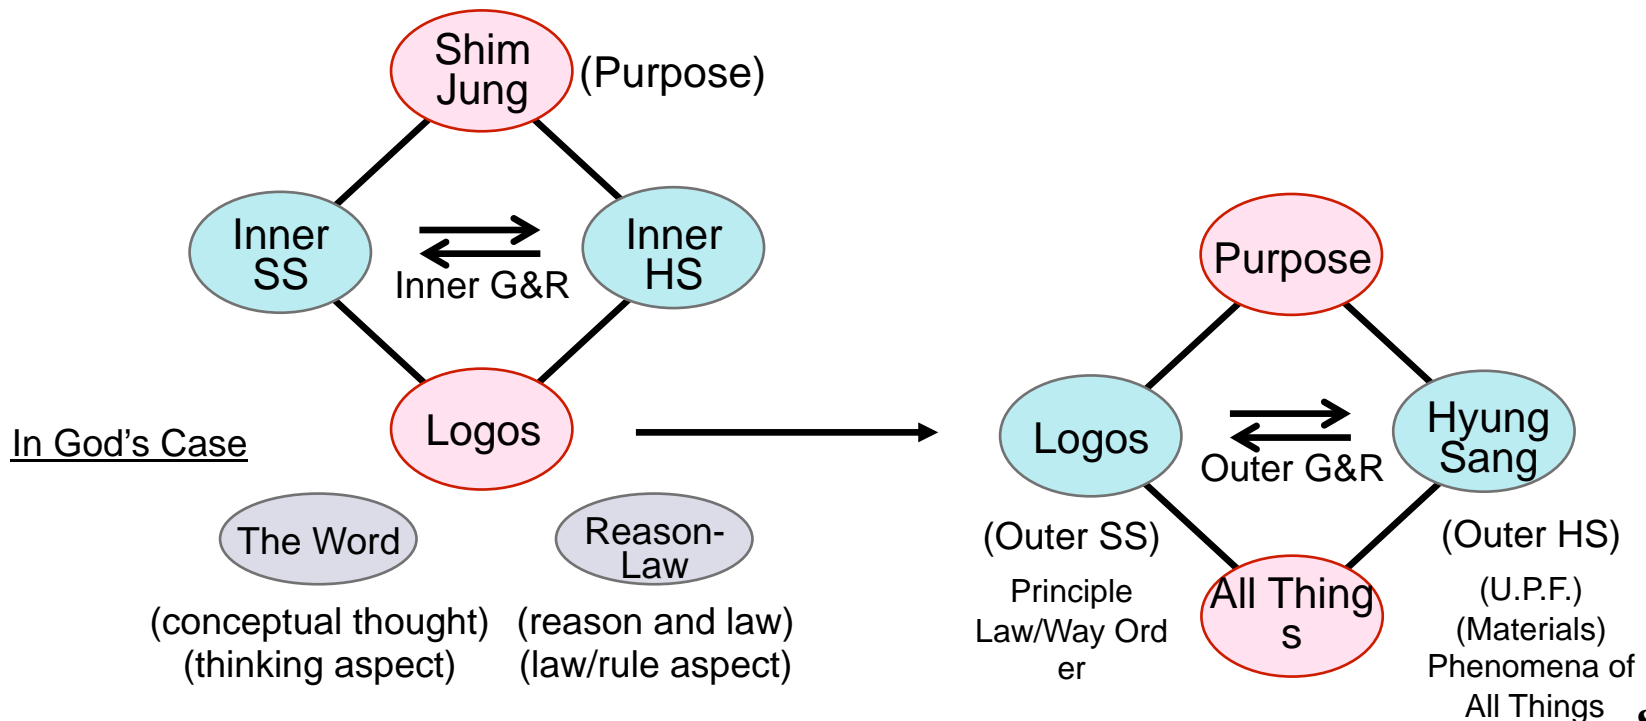 Shim
Jung
(Purpose)
Inner
SS
Inner
HS
Inner G&R
Logos
In God's Case
The Word
Reason-
Law
(conceptual thought)
(thinking aspect)
(reason and law)
(law/rule aspect)
Purpose
Logos
Hyung
Sang
Outer G&R
(Outer SS)
Principle
Law/Way Ord
er
All Thing
s
(Outer HS)
(U.P.F.)
(Materials)
Phenomena of
All Things